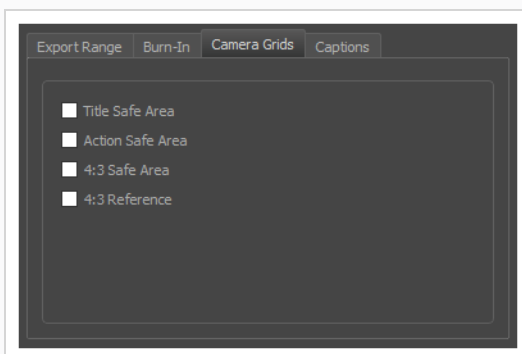 Export Range Burn-In Camera Grids Captions
Title Safe Area
Action Safe Area
4:3 Safe Area
4:3 Reference